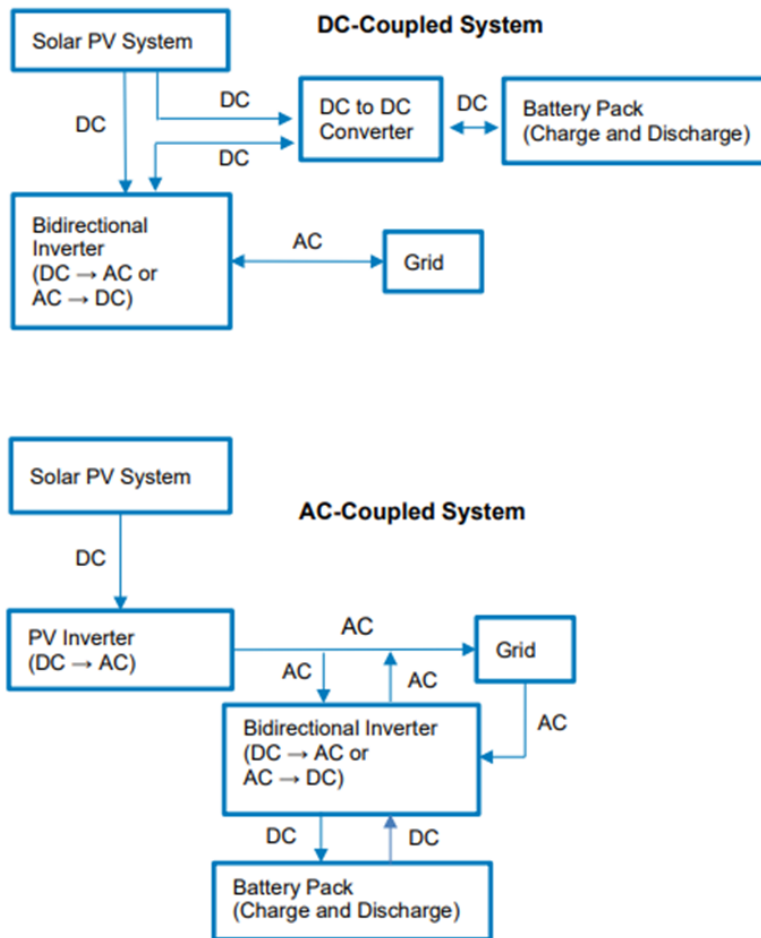 DC-Coupled System
Solar PV System
DC
DC
DC
DC to DC
Converter
DC
Battery Pack
(Charge and Discharge)
Bidirectional
Inverter
(DC → AC or
AC → DC)
AC
Grid
Solar PV System
AC-Coupled System
DC
PV Inverter
(DC → AC)
AC
Grid
AC
AC
AC
Bidirectional Inverter
(DC → AC or
AC → DC)
DC
DC
Battery Pack
(Charge and Discharge)